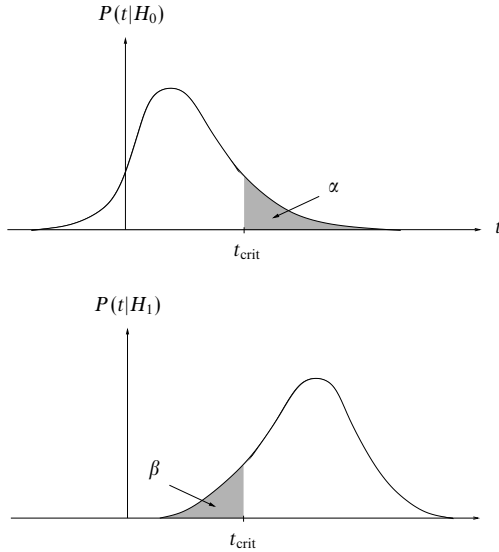 P(t|H₀)
α
t
t_crit
P(t|H₁)
β
t_crit